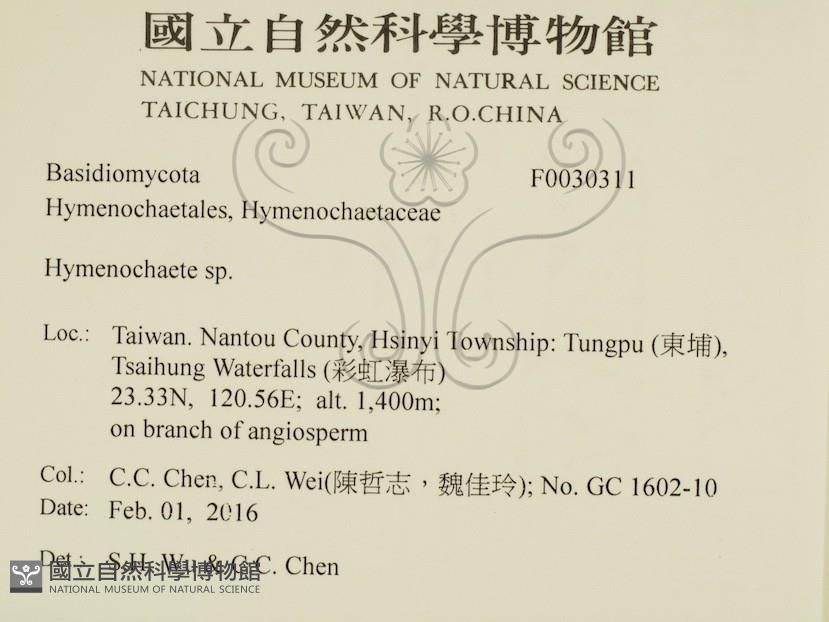 國立自然科學博物館
NATIONAL MUSEUM OF NATURAL SCIENCE
TAICHUNG, TAIWAN, R.O.CHINA
Basidiomycota F0030311
Hymenochaetales, Hymenochaetaceae
Hymenochaete sp.
Loc.: Taiwan. Nantou County, Hsinyi Township: Tungpu (東埔),
Tsaihung Waterfalls (彩虹瀑布)
23.33N, 120.56E; alt. 1,400m;
on branch of angiosperm
Col.: C.C. Chen, C.L. Wei(陳哲志，魏佳玲); No. GC 1602-10
Date: Feb. 01, 2016
Det.: S.H. Wu & C.C. Chen
國立自然科學博物館
NATIONAL MUSEUM OF NATURAL SCIENCE